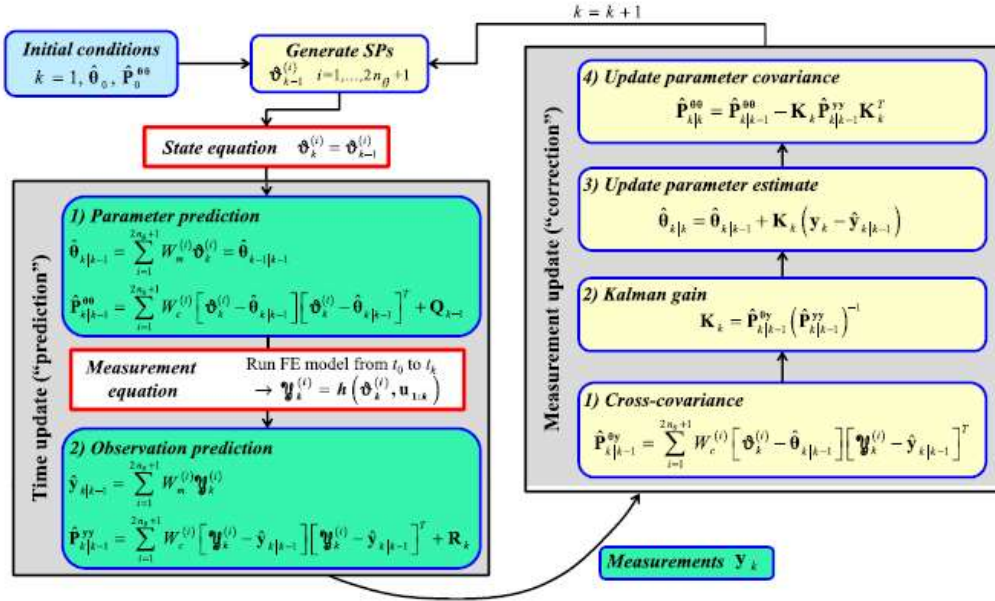 k = k + 1
Initial conditions
k = 1, θ̂₀, P̂₀^θθ
Generate SPs
ϑ_{k−1}^{(i)} i=1,...,2n_θ+1
State equation ϑ_k^{(i)} = ϑ_{k−1}^{(i)}
Time update (“prediction”)
1) Parameter prediction
θ̂_{k|k−1} = ∑_{i=1}^{2n_θ+1} W_m^{(i)} ϑ_k^{(i)} = θ̂_{k−1|k−1}
P̂_{k|k−1}^{θθ} = ∑_{i=1}^{2n_θ+1} W_c^{(i)} [ϑ_k^{(i)} − θ̂_{k|k−1}] [ϑ_k^{(i)} − θ̂_{k|k−1}]^T + Q_{k−1}
Measurement equation
Run FE model from t₀ to t_k
→ 𝒴_k^{(i)} = h(ϑ_k^{(i)}, u_{1:k})
2) Observation prediction
ŷ_{k|k−1} = ∑_{i=1}^{2n_θ+1} W_m^{(i)} 𝒴_k^{(i)}
P̂_{k|k−1}^{yy} = ∑_{i=1}^{2n_θ+1} W_c^{(i)} [𝒴_k^{(i)} − ŷ_{k|k−1}] [𝒴_k^{(i)} − ŷ_{k|k−1}]^T + R_k
Measurement update (“correction”)
4) Update parameter covariance
P̂_{k|k}^{θθ} = P̂_{k|k−1}^{θθ} − K_k P̂_{k|k−1}^{yy} K_k^T
3) Update parameter estimate
θ̂_{k|k} = θ̂_{k|k−1} + K_k (y_k − ŷ_{k|k−1})
2) Kalman gain
K_k = P̂_{k|k−1}^{θy} (P̂_{k|k−1}^{yy})^{−1}
1) Cross-covariance
P̂_{k|k−1}^{θy} = ∑_{i=1}^{2n_θ+1} W_c^{(i)} [ϑ_k^{(i)} − θ̂_{k|k−1}] [𝒴_k^{(i)} − ŷ_{k|k−1}]^T
Measurements y_k